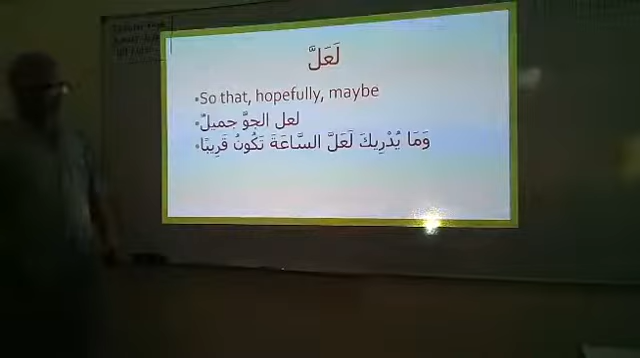 لَعَلَّ
▪So that, hopefully, maybe
▪لعل الجوَّ جميلٌ
▪وَمَا يُدْرِيكَ لَعَلَّ السَّاعَةَ تَكُونُ قَرِيبًا